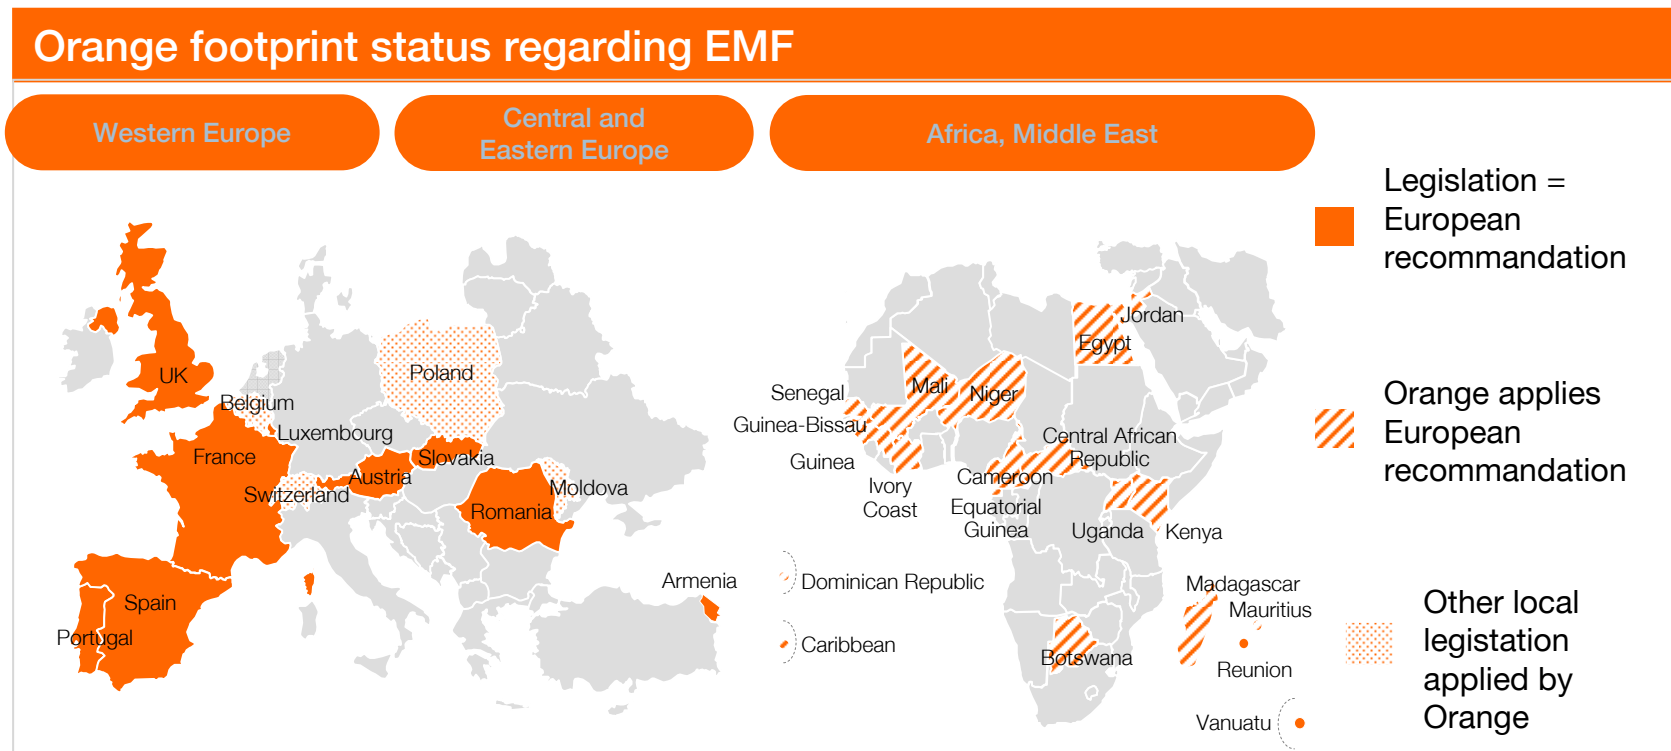 Orange footprint status regarding EMF
Western Europe
Central and
Eastern Europe
Africa, Middle East
Legislation =
European
recommandation
Orange applies
European
recommandation
Other local
legistation
applied by
Orange
UK
Belgium
Luxembourg
France
Switzerland
Austria
Slovakia
Poland
Moldova
Romania
Spain
Portugal
Armenia
Dominican Republic
Caribbean
Senegal
Guinea-Bissau
Guinea
Ivory
Coast
Mali
Niger
Egypt
Jordan
Central African
Republic
Cameroon
Equatorial
Guinea
Uganda
Kenya
Madagascar
Mauritius
Reunion
Botswana
Vanuatu